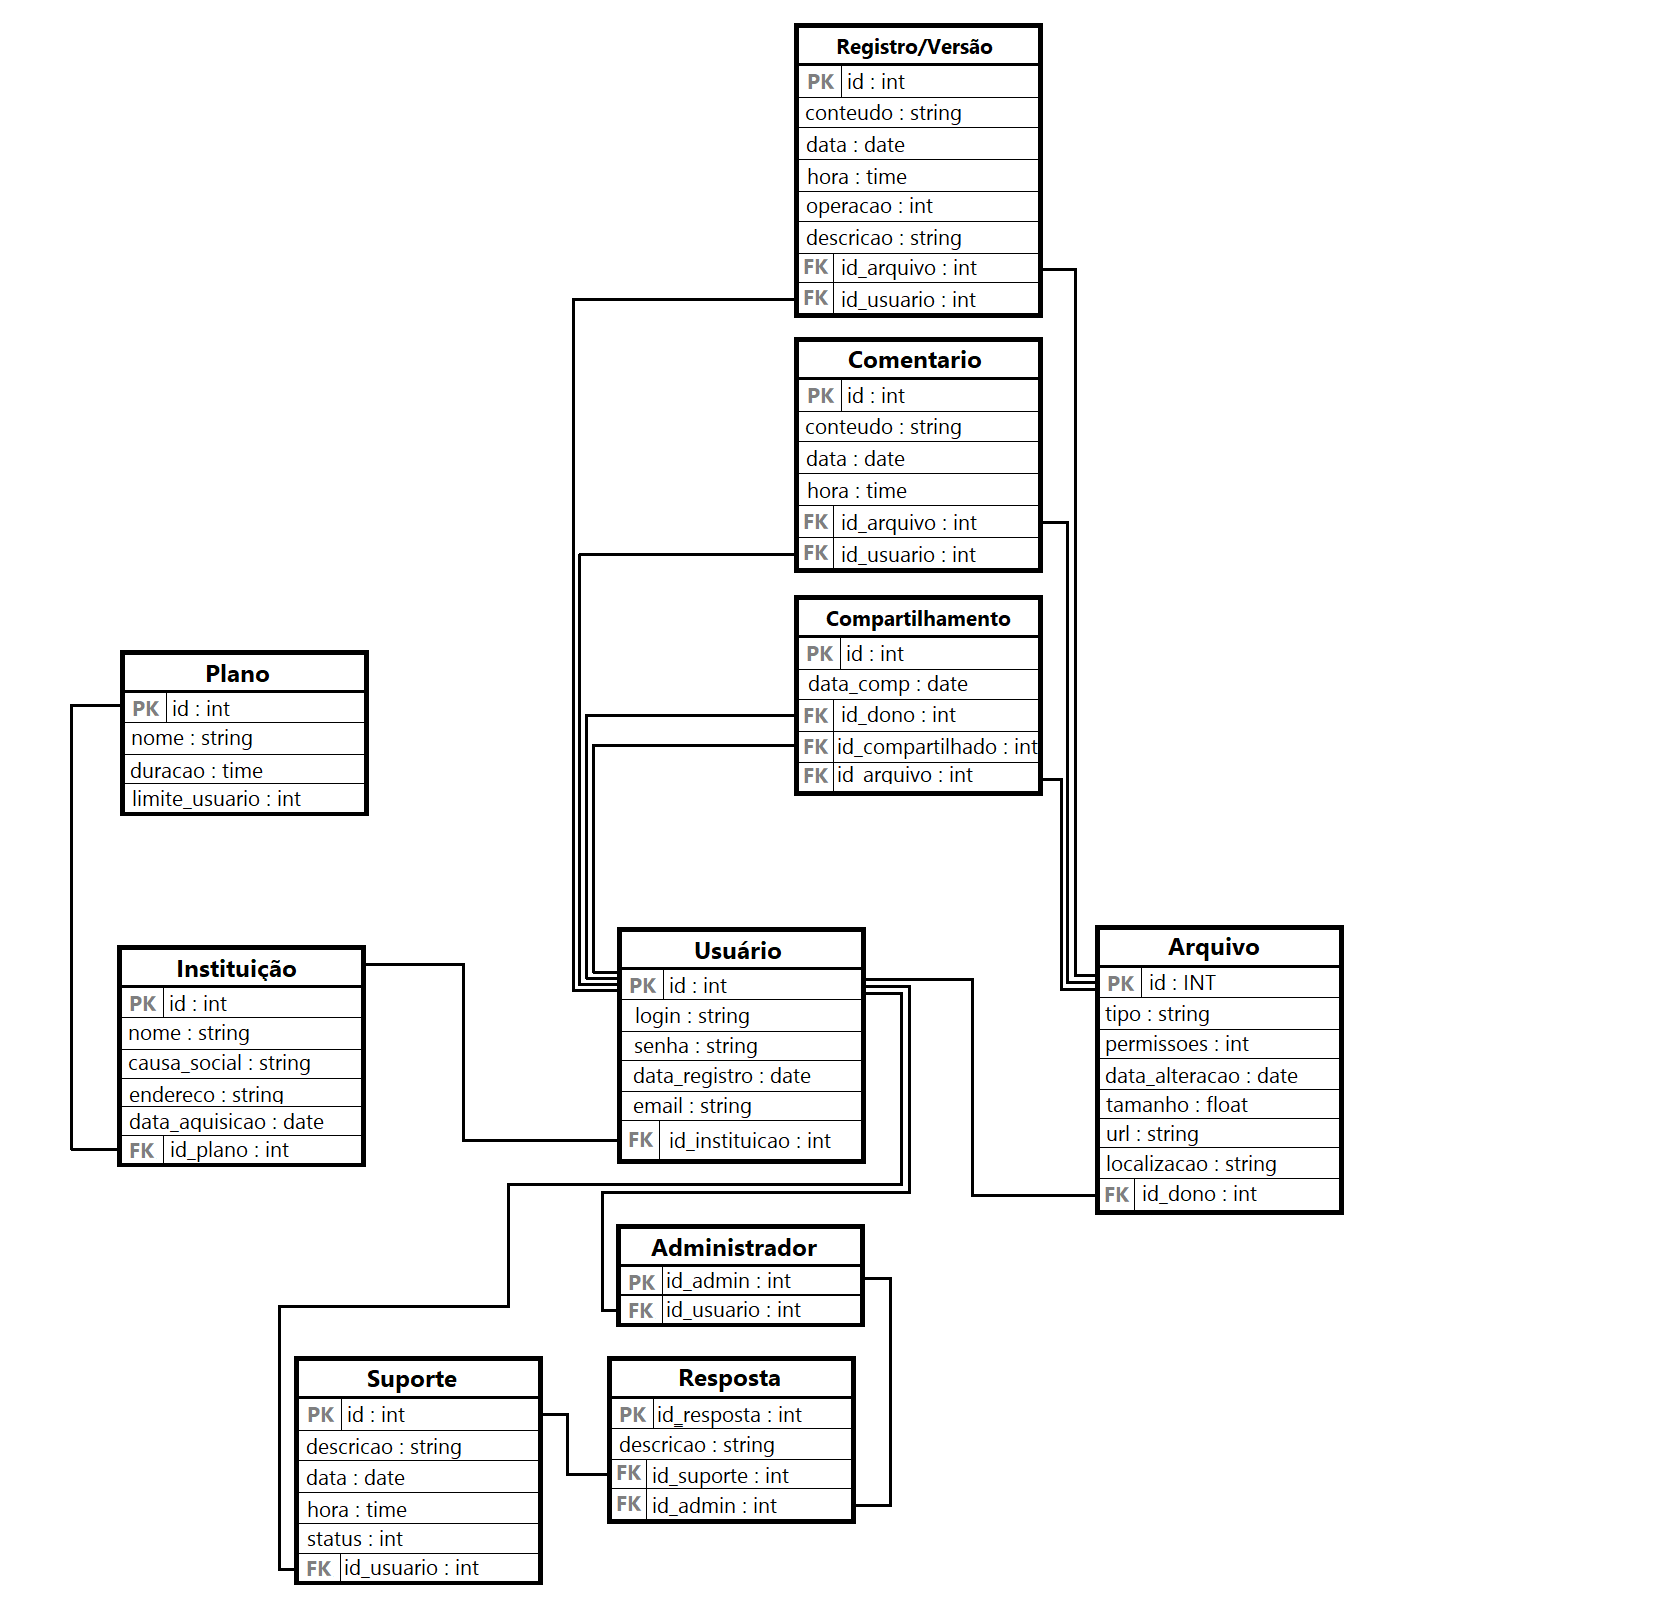 Registro/Versão
PK id : int
conteudo : string
data : date
hora : time
operacao : int
descricao : string
FK id_arquivo : int
FK id_usuario : int
Comentario
PK id : int
conteudo : string
data : date
hora : time
FK id_arquivo : int
FK id_usuario : int
Compartilhamento
PK id : int
data_comp : date
FK id_dono : int
FK id_compartilhado : int
FK id_arquivo : int
Plano
PK id : int
nome : string
duracao : time
limite_usuario : int
Instituição
PK id : int
nome : string
causa_social : string
endereco : string
data_aquisicao : date
FK id_plano : int
Usuário
PK id : int
login : string
senha : string
data_registro : date
email : string
FK id_instituicao : int
Arquivo
PK id : INT
tipo : string
permissoes : int
data_alteracao : date
tamanho : float
url : string
localizacao : string
FK id_dono : int
Administrador
PK id_admin : int
FK id_usuario : int
Suporte
PK id : int
descricao : string
data : date
hora : time
status : int
FK id_usuario : int
Resposta
PK id_resposta : int
descricao : string
FK id_suporte : int
FK id_admin : int